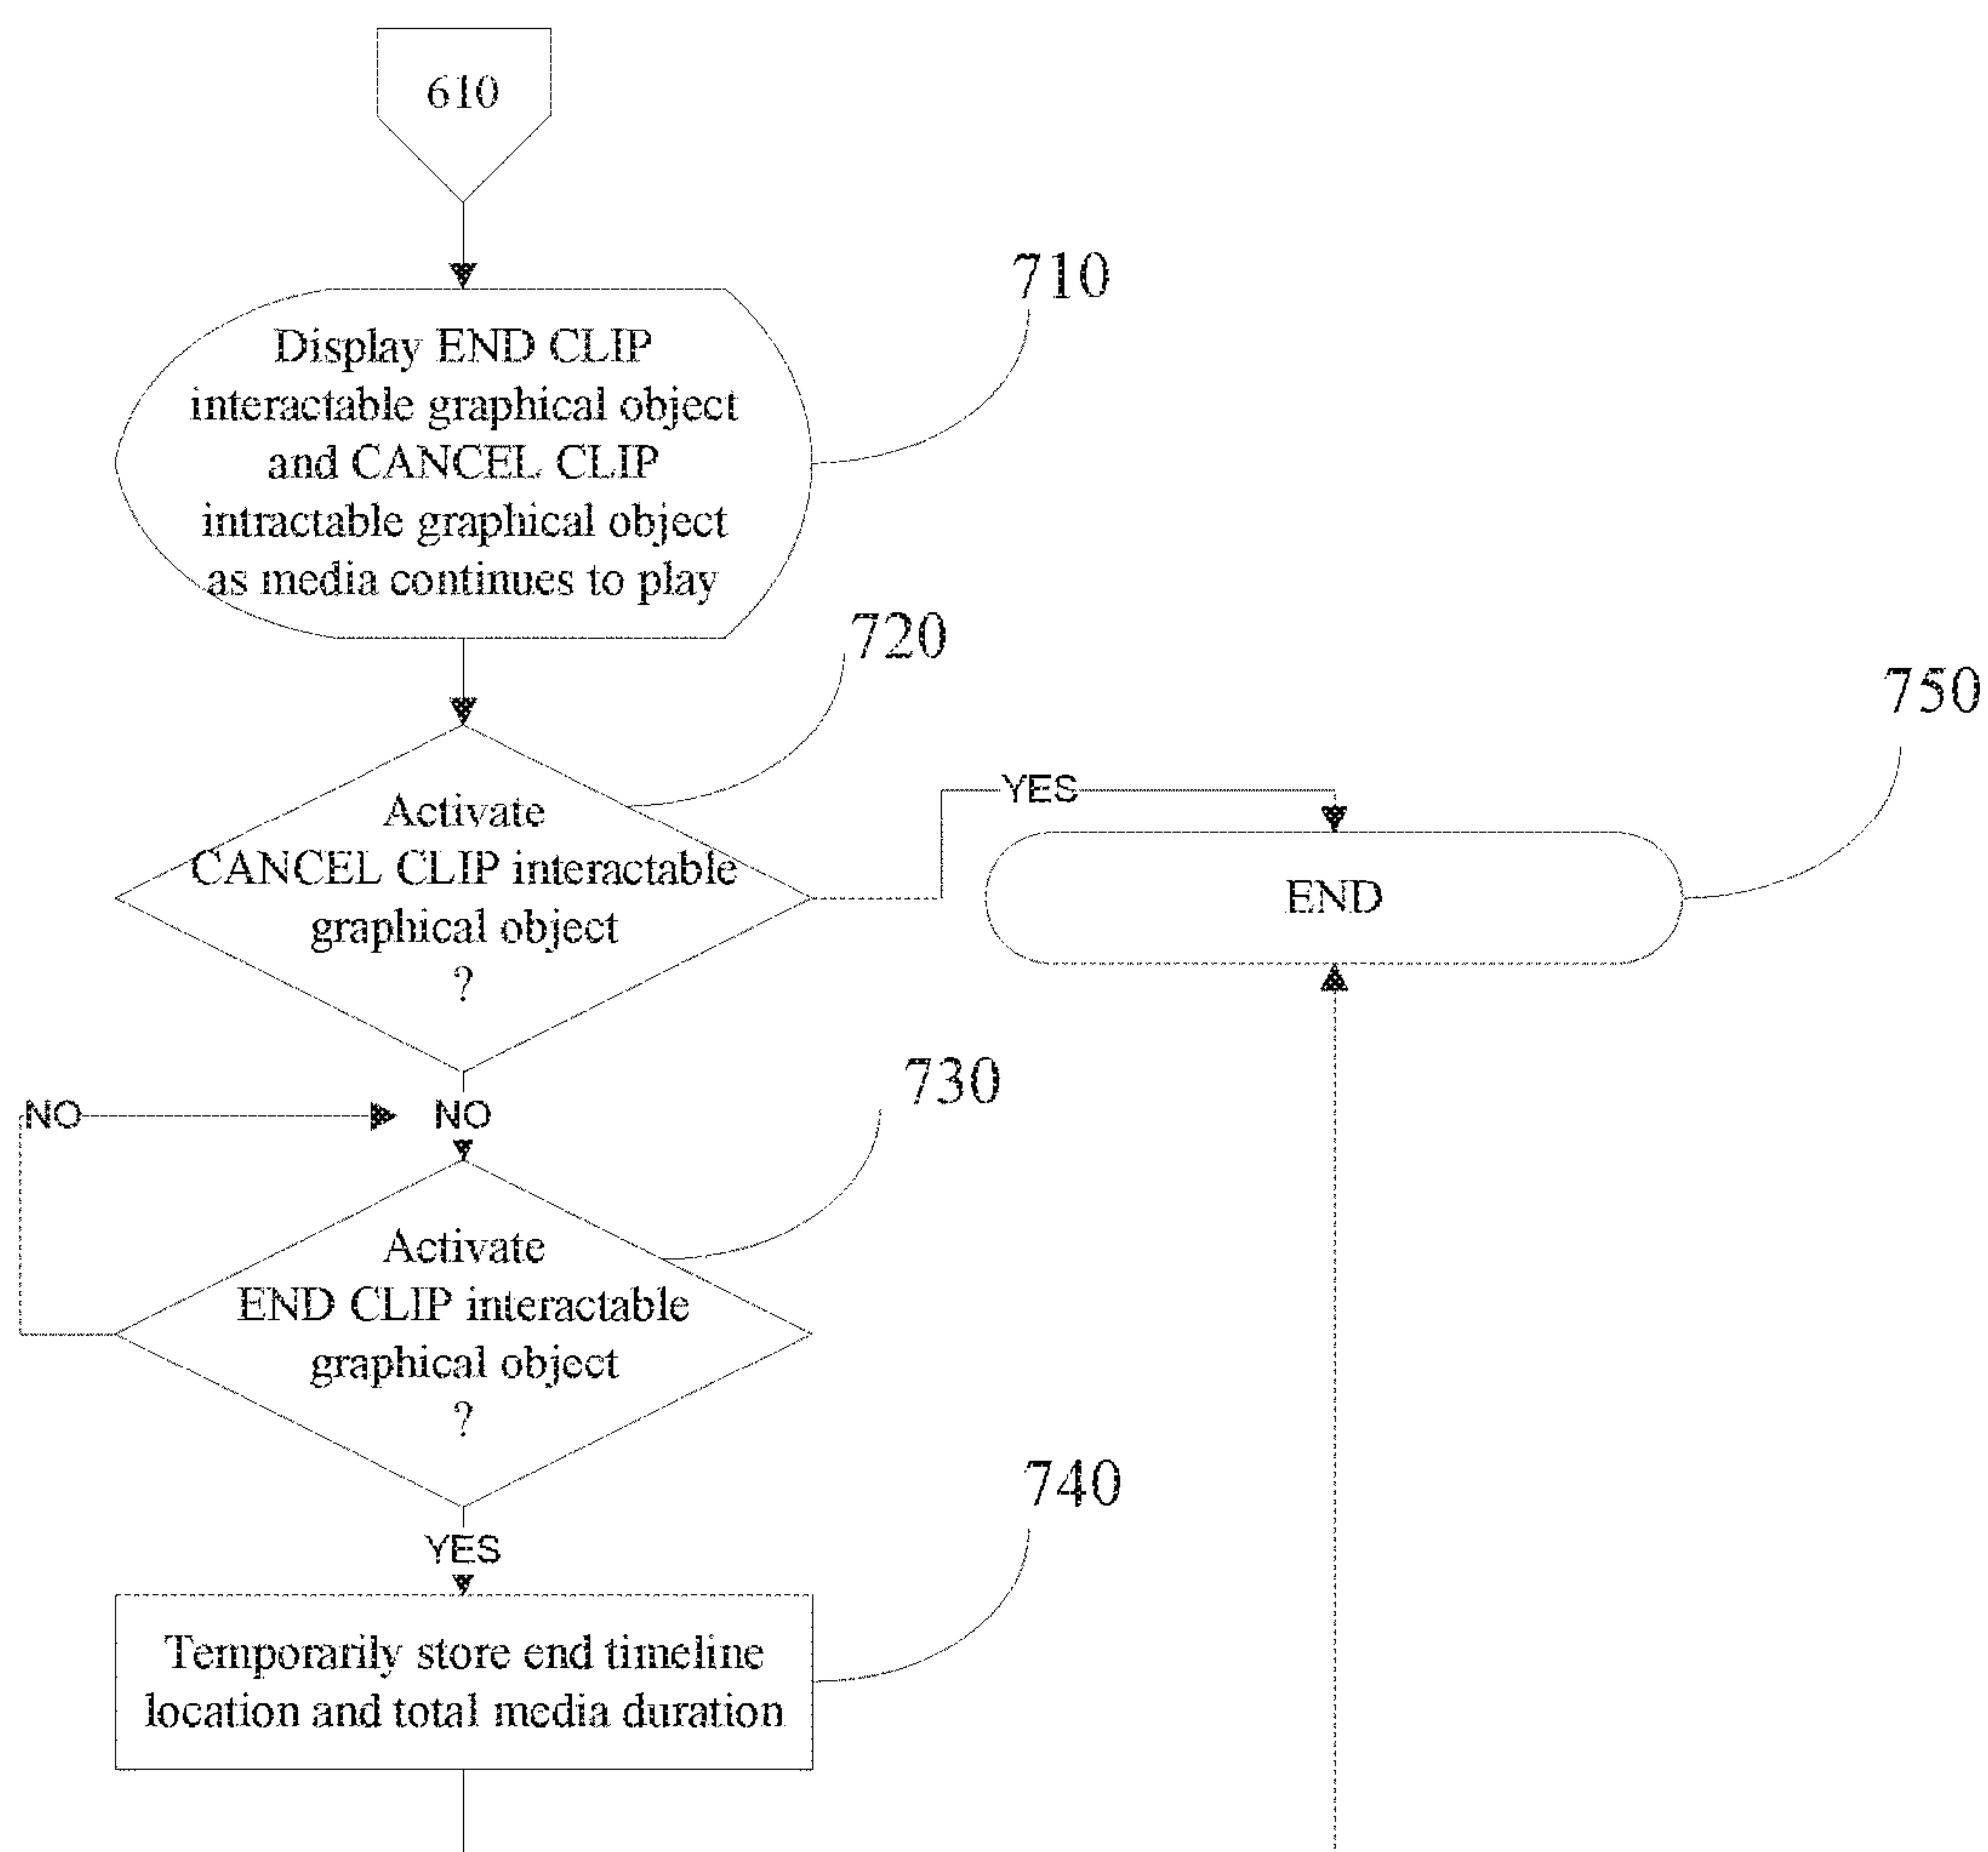 610
710
Display END CLIP
interactable graphical object
and CANCEL CLIP
intractable graphical object
as media continues to play
720
750
YES
Activate
CANCEL CLIP interactable
graphical object
?
END
730
NO
NO
Activate
END CLIP interactable
graphical object
?
740
YES
Temporarily store end timeline
location and total media duration